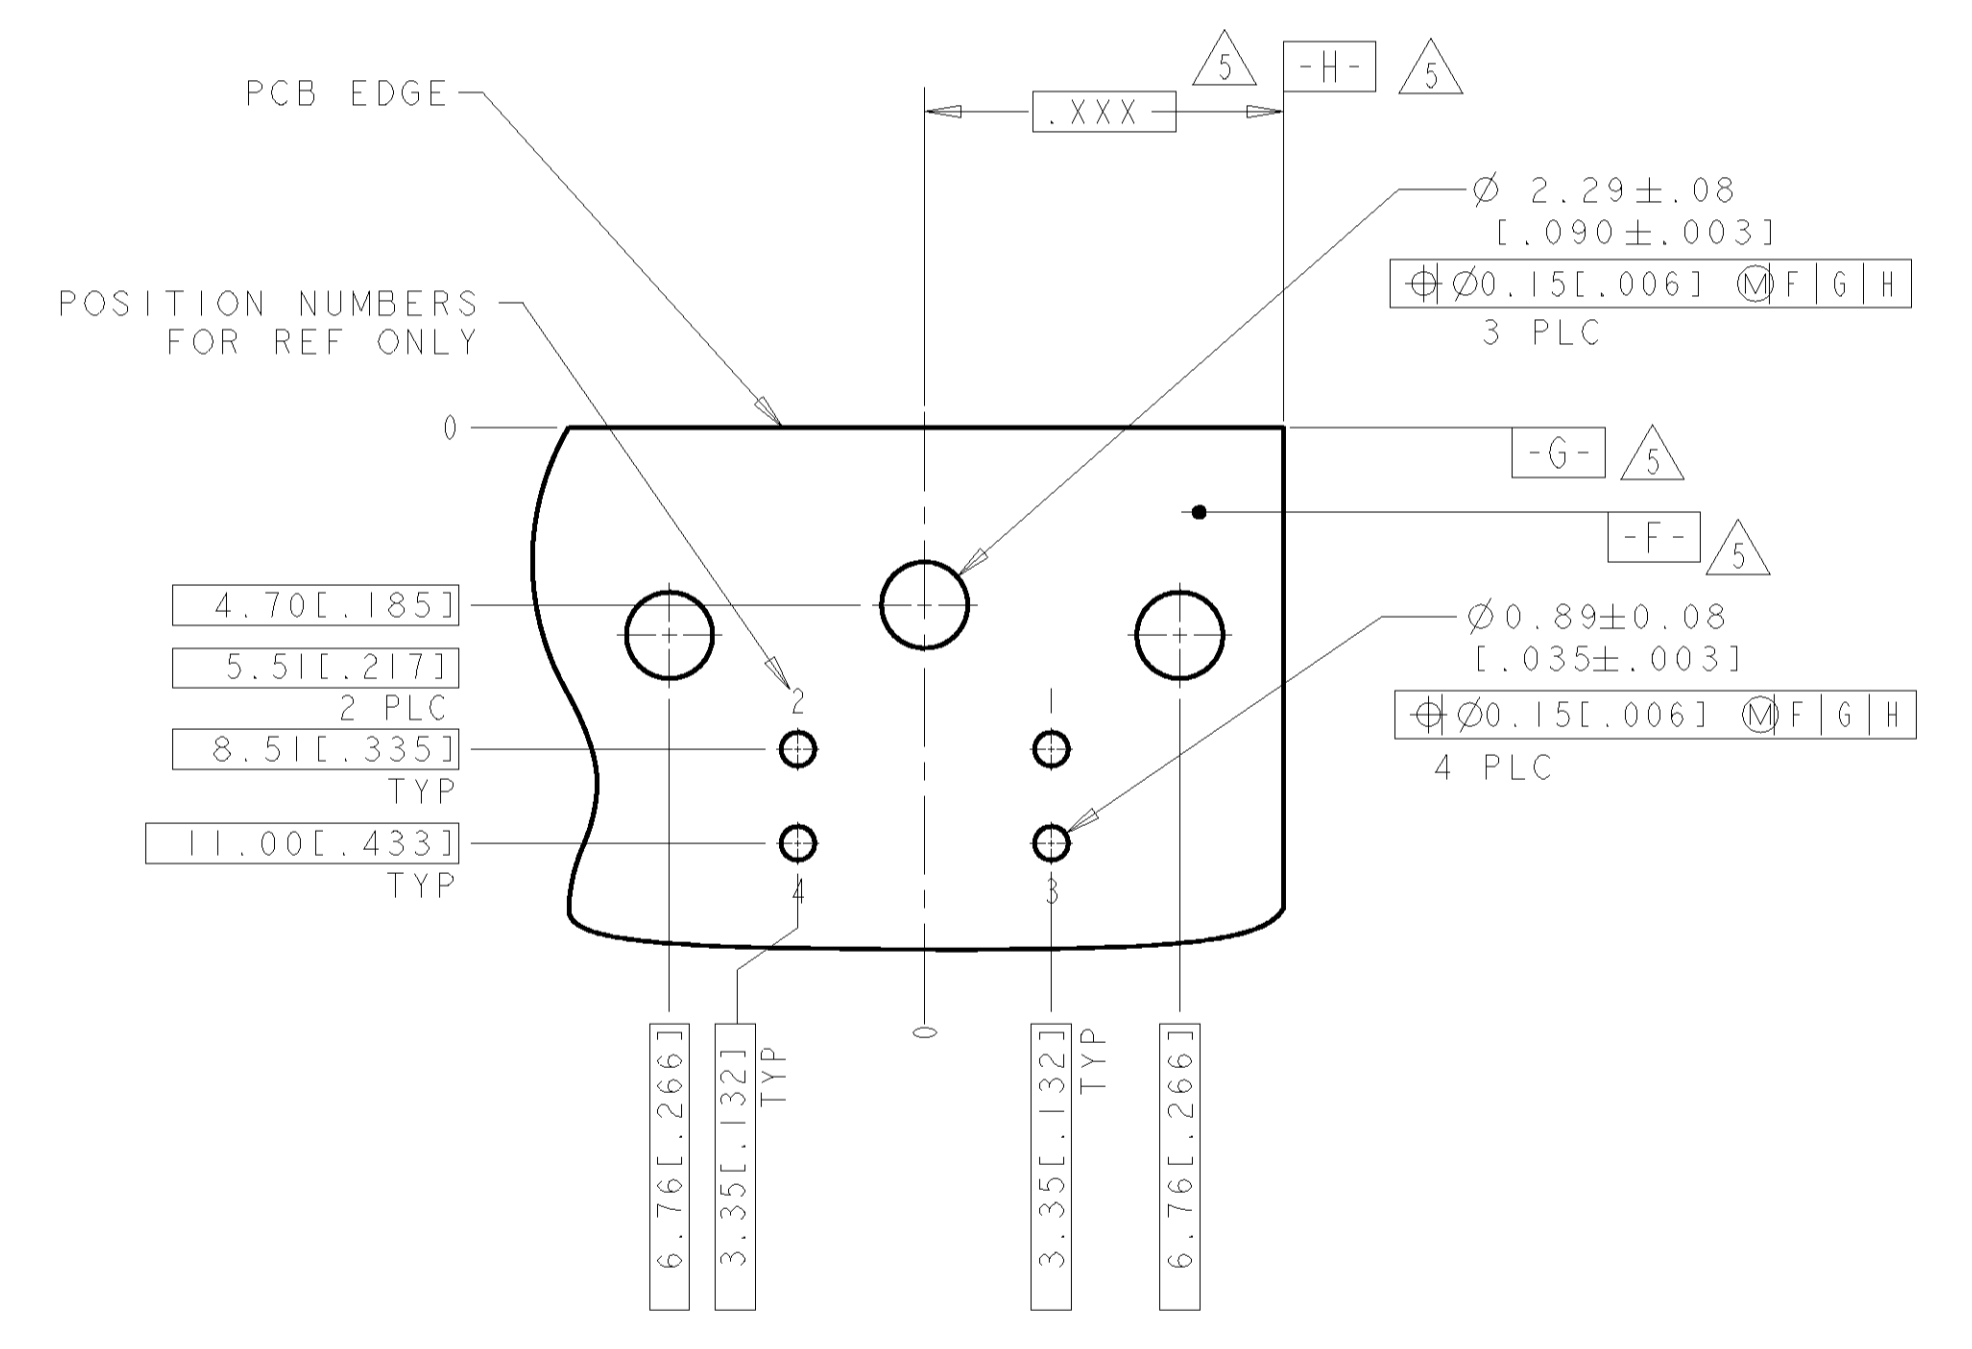 5
-H-
5
PCB EDGE
.XXX
Ø 2.29±.08
[.090±.003]
⌖ Ø0.15[.006] Ⓜ F G H
3 PLC
POSITION NUMBERS
FOR REF ONLY
0
-G-
5
-F-
5
4.70[.185]
Ø0.89±0.08
[.035±.003]
5.51[.217]
2 PLC
2
⌖ Ø0.15[.006] Ⓜ F G H
8.51[.335]
TYP
4 PLC
11.00[.433]
TYP
4
3
0
6.76[.266]
3.35[.132]
TYP
3.35[.132]
TYP
6.76[.266]